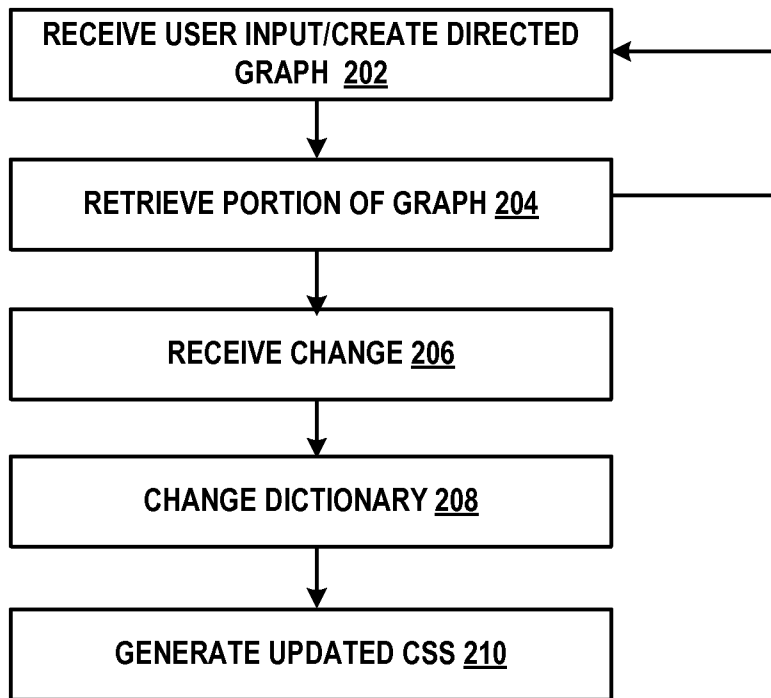 RECEIVE USER INPUT/CREATE DIRECTED
GRAPH 202
RETRIEVE PORTION OF GRAPH 204
RECEIVE CHANGE 206
CHANGE DICTIONARY 208
GENERATE UPDATED CSS 210